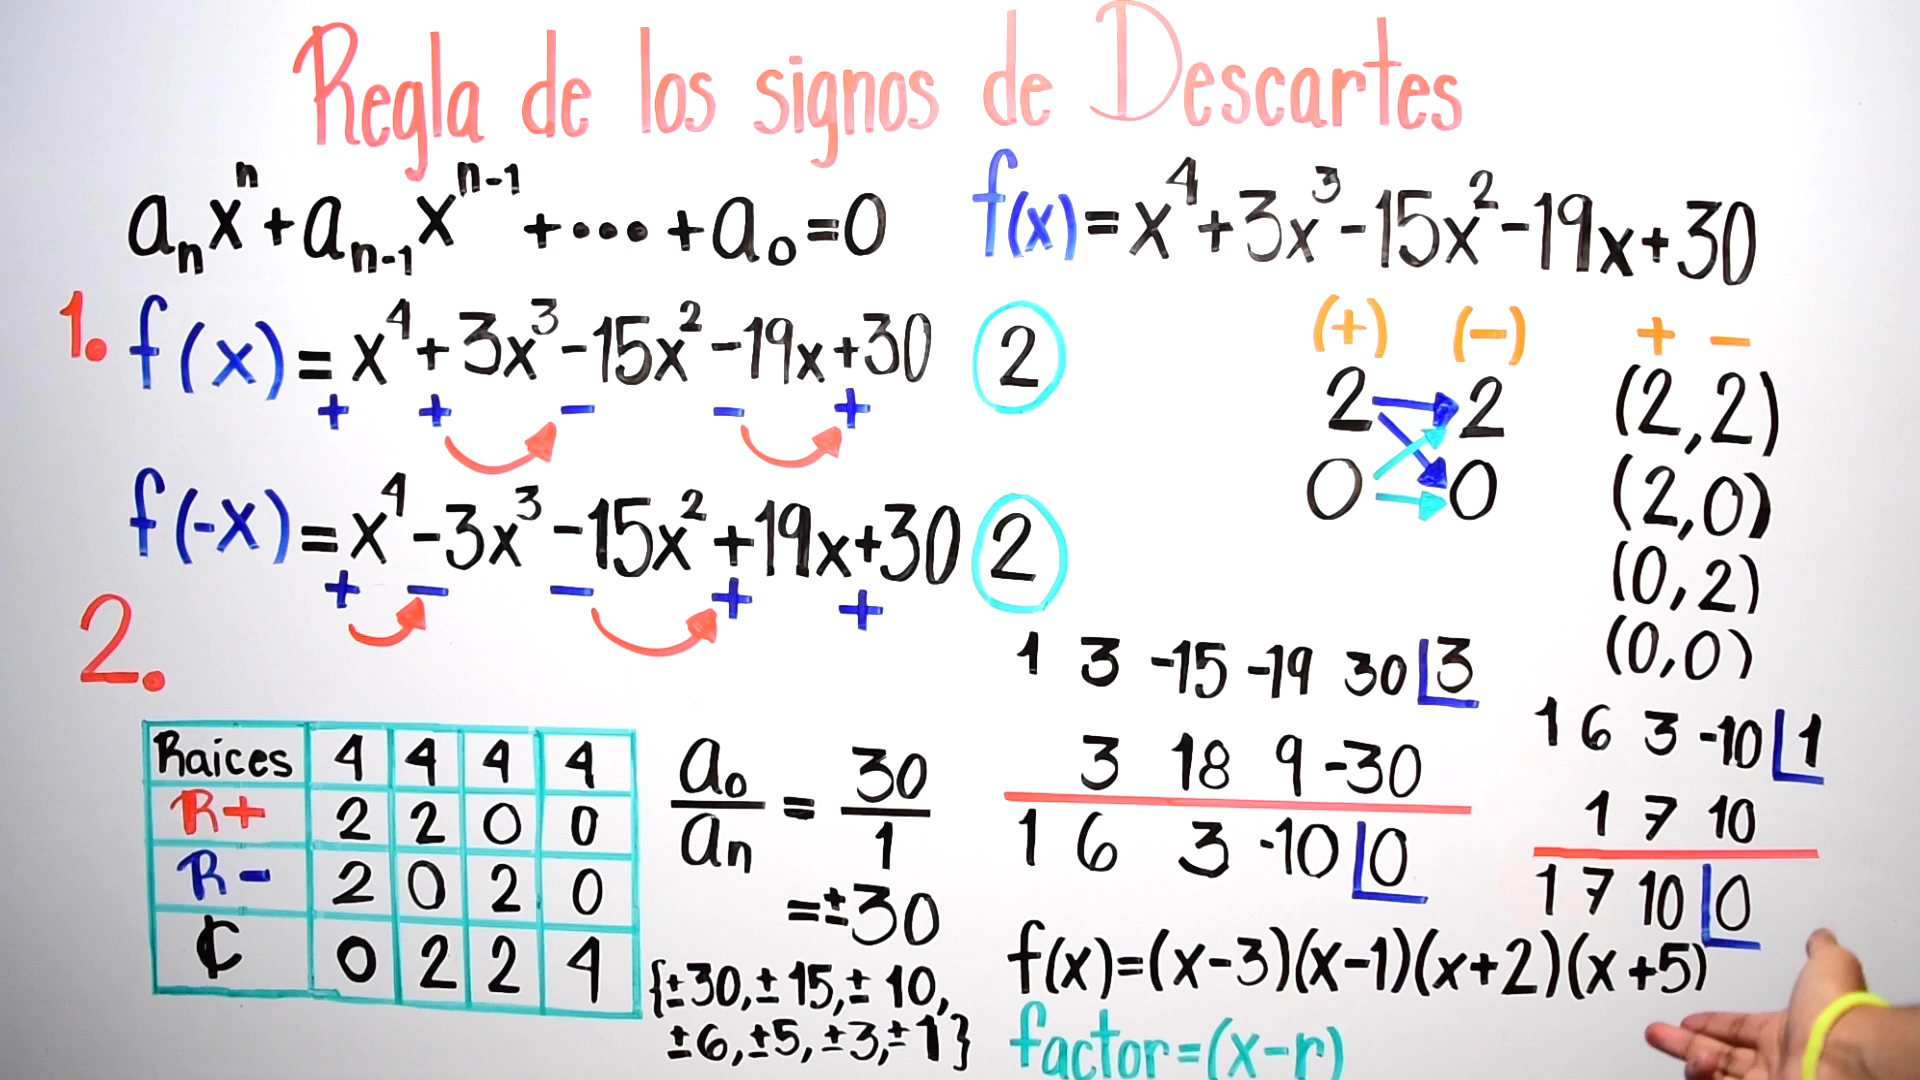 Regla de los signos de Descartes
aₙxⁿ+aₙ₋₁xⁿ⁻¹+•••+a₀=0
f(x)=x⁴+3x³-15x²-19x+30
1. f(x)=x⁴+3x³-15x²-19x+30 2
+ + - - +
f(-x)=x⁴-3x³-15x²+19x+30 2
+ - - + +
(+) (-)
2 2
0 0
+ -
(2,2)
(2,0)
(0,2)
(0,0)
2.
Raices 4 4 4 4
R+ 2 2 0 0
R- 2 0 2 0
ℂ 0 2 2 4
a₀/aₙ = 30/1
=±30
{±30,±15,±10,
±6,±5,±3,±1}
1 3 -15 -19 30 3
3 18 9 -30
1 6 3 -10 0
1 6 3 -10 1
1 7 10
1 7 10 0
f(x)=(x-3)(x-1)(x+2)(x+5)
factor=(x-r)